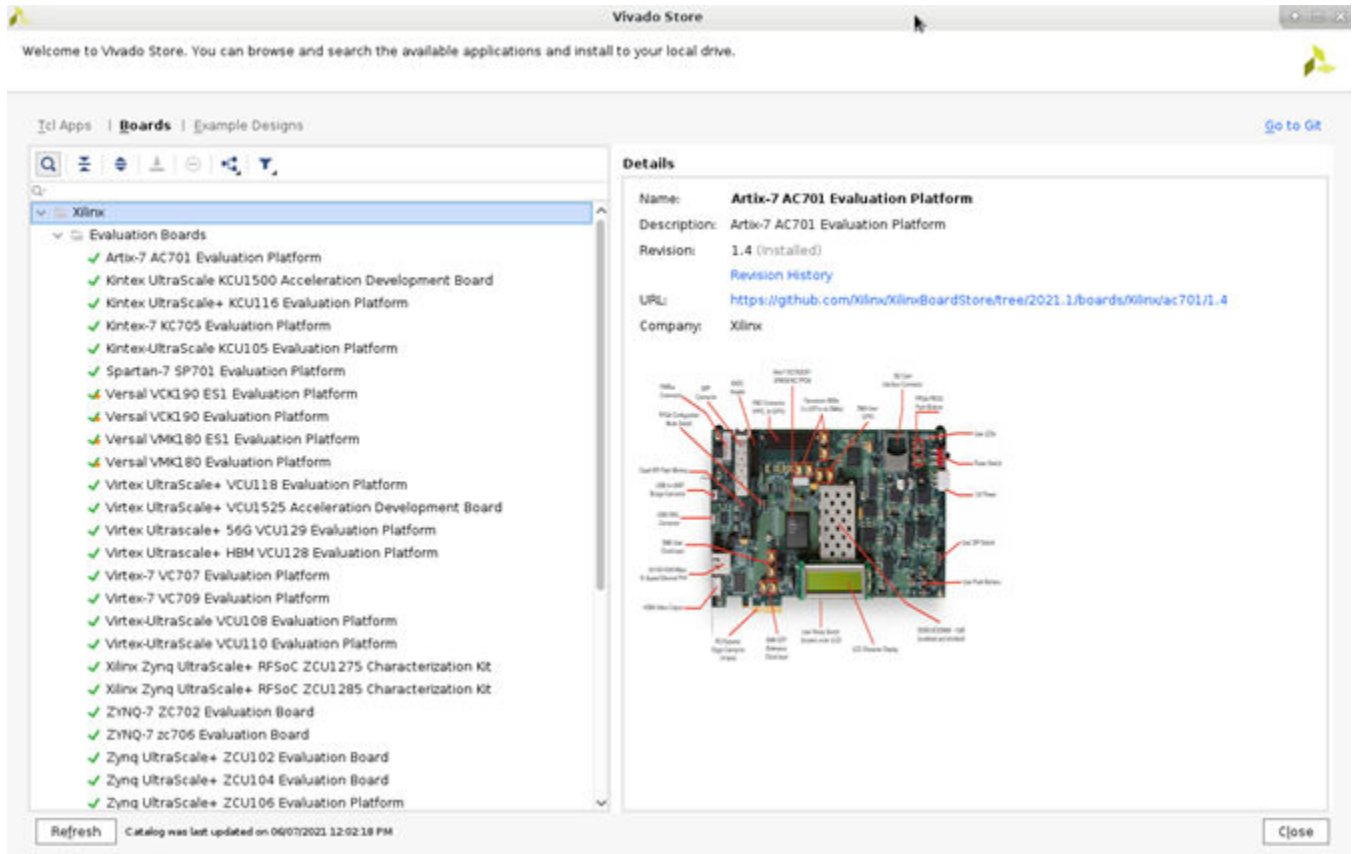 Vivado Store
Welcome to Vivado Store. You can browse and search the available applications and install to your local drive.
Tcl Apps | Boards | Example Designs
Go to Git
Xilinx
Evaluation Boards
Artix-7 AC701 Evaluation Platform
Kintex UltraScale KCU1500 Acceleration Development Board
Kintex UltraScale+ KCU116 Evaluation Platform
Kintex-7 KC705 Evaluation Platform
Kintex-UltraScale KCU105 Evaluation Platform
Spartan-7 SP701 Evaluation Platform
Versal VCK190 ES1 Evaluation Platform
Versal VCK190 Evaluation Platform
Versal VMK180 ES1 Evaluation Platform
Versal VMK180 Evaluation Platform
Virtex UltraScale+ VCU118 Evaluation Platform
Virtex UltraScale+ VCU1525 Acceleration Development Board
Virtex Ultrascale+ 56G VCU129 Evaluation Platform
Virtex Ultrascale+ HBM VCU128 Evaluation Platform
Virtex-7 VC707 Evaluation Platform
Virtex-7 VC709 Evaluation Platform
Virtex-UltraScale VCU108 Evaluation Platform
Virtex-UltraScale VCU110 Evaluation Platform
Xilinx Zynq UltraScale+ RFSoC ZCU1275 Characterization Kit
Xilinx Zynq UltraScale+ RFSoC ZCU1285 Characterization Kit
ZYNQ-7 ZC702 Evaluation Board
ZYNQ-7 zc706 Evaluation Board
Zynq UltraScale+ ZCU102 Evaluation Board
Zynq UltraScale+ ZCU104 Evaluation Board
Zynq UltraScale+ ZCU106 Evaluation Platform
Details
Name: Artix-7 AC701 Evaluation Platform
Description: Artix-7 AC701 Evaluation Platform
Revision: 1.4 (Installed)
Revision History
URL: https://github.com/Xilinx/XilinxBoardStore/tree/2021.1/boards/Xilinx/ac701/1.4
Company: Xilinx
Refresh
Catalog was last updated on 06/07/2021 12:02:18 PM
Close